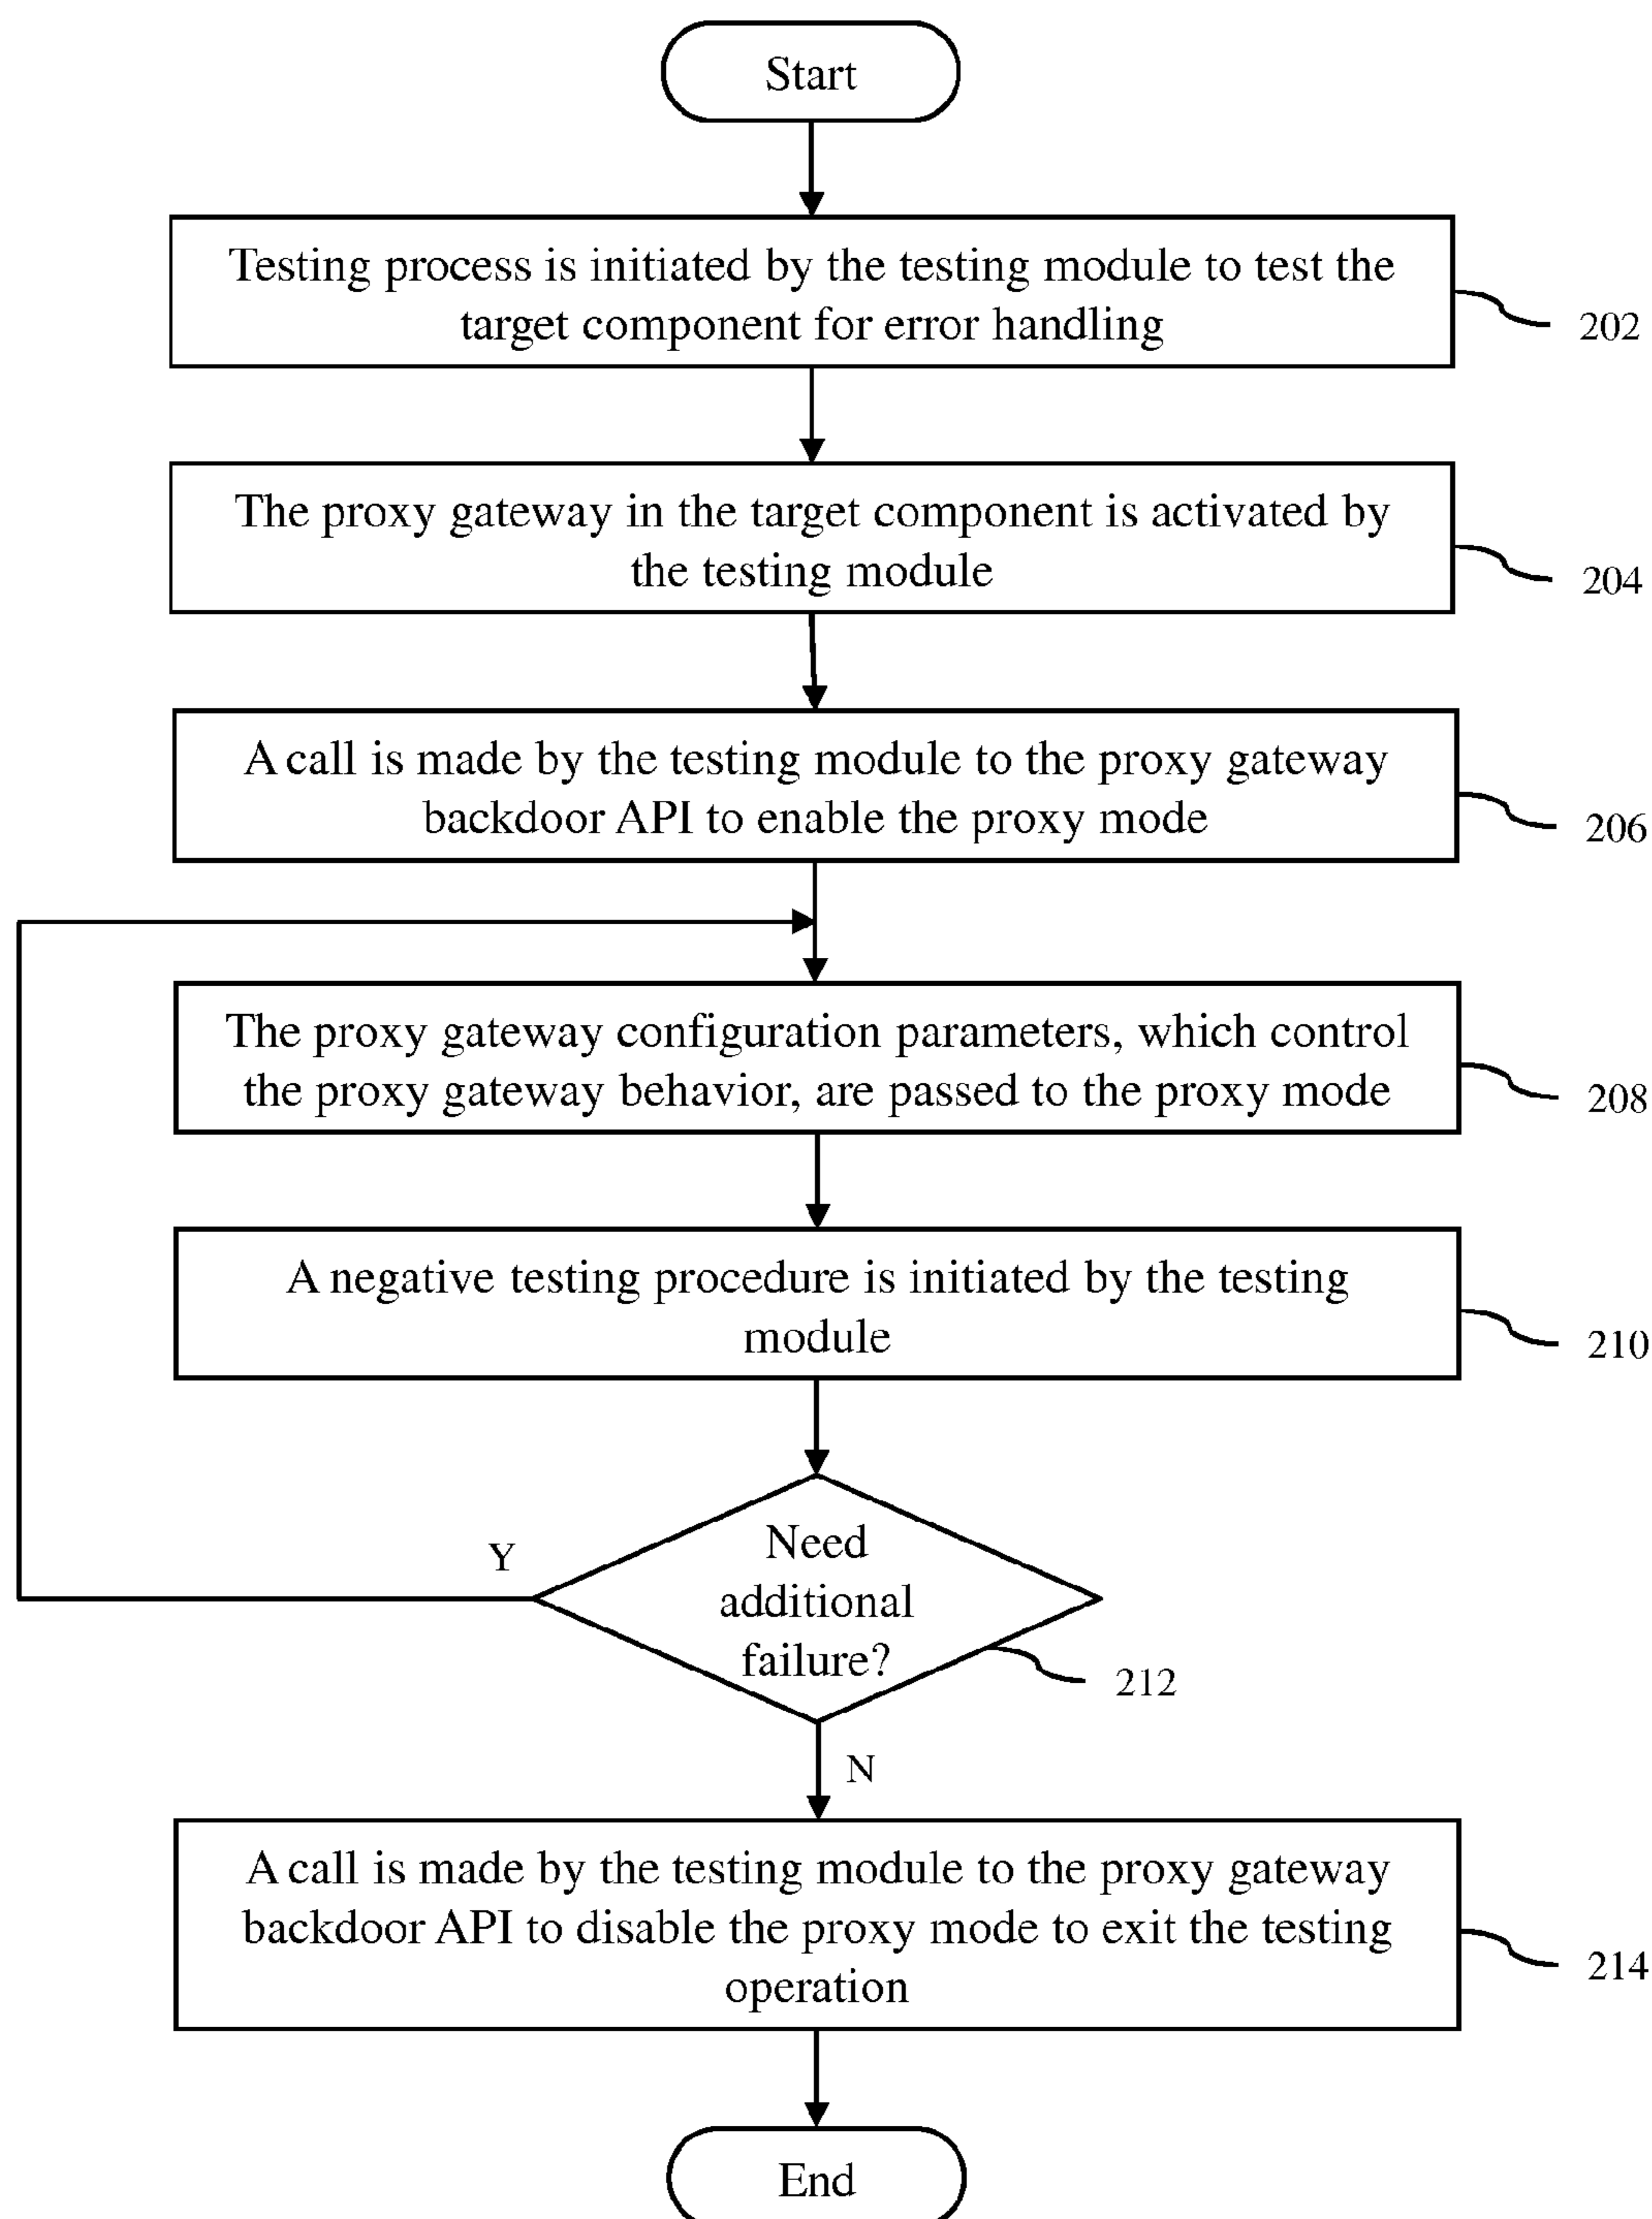 Start
Testing process is initiated by the testing module to test the
target component for error handling
202
The proxy gateway in the target component is activated by
the testing module
204
A call is made by the testing module to the proxy gateway
backdoor API to enable the proxy mode
206
The proxy gateway configuration parameters, which control
the proxy gateway behavior, are passed to the proxy mode
208
A negative testing procedure is initiated by the testing
module
210
Y
Need
additional
failure?
212
N
A call is made by the testing module to the proxy gateway
backdoor API to disable the proxy mode to exit the testing
operation
214
End